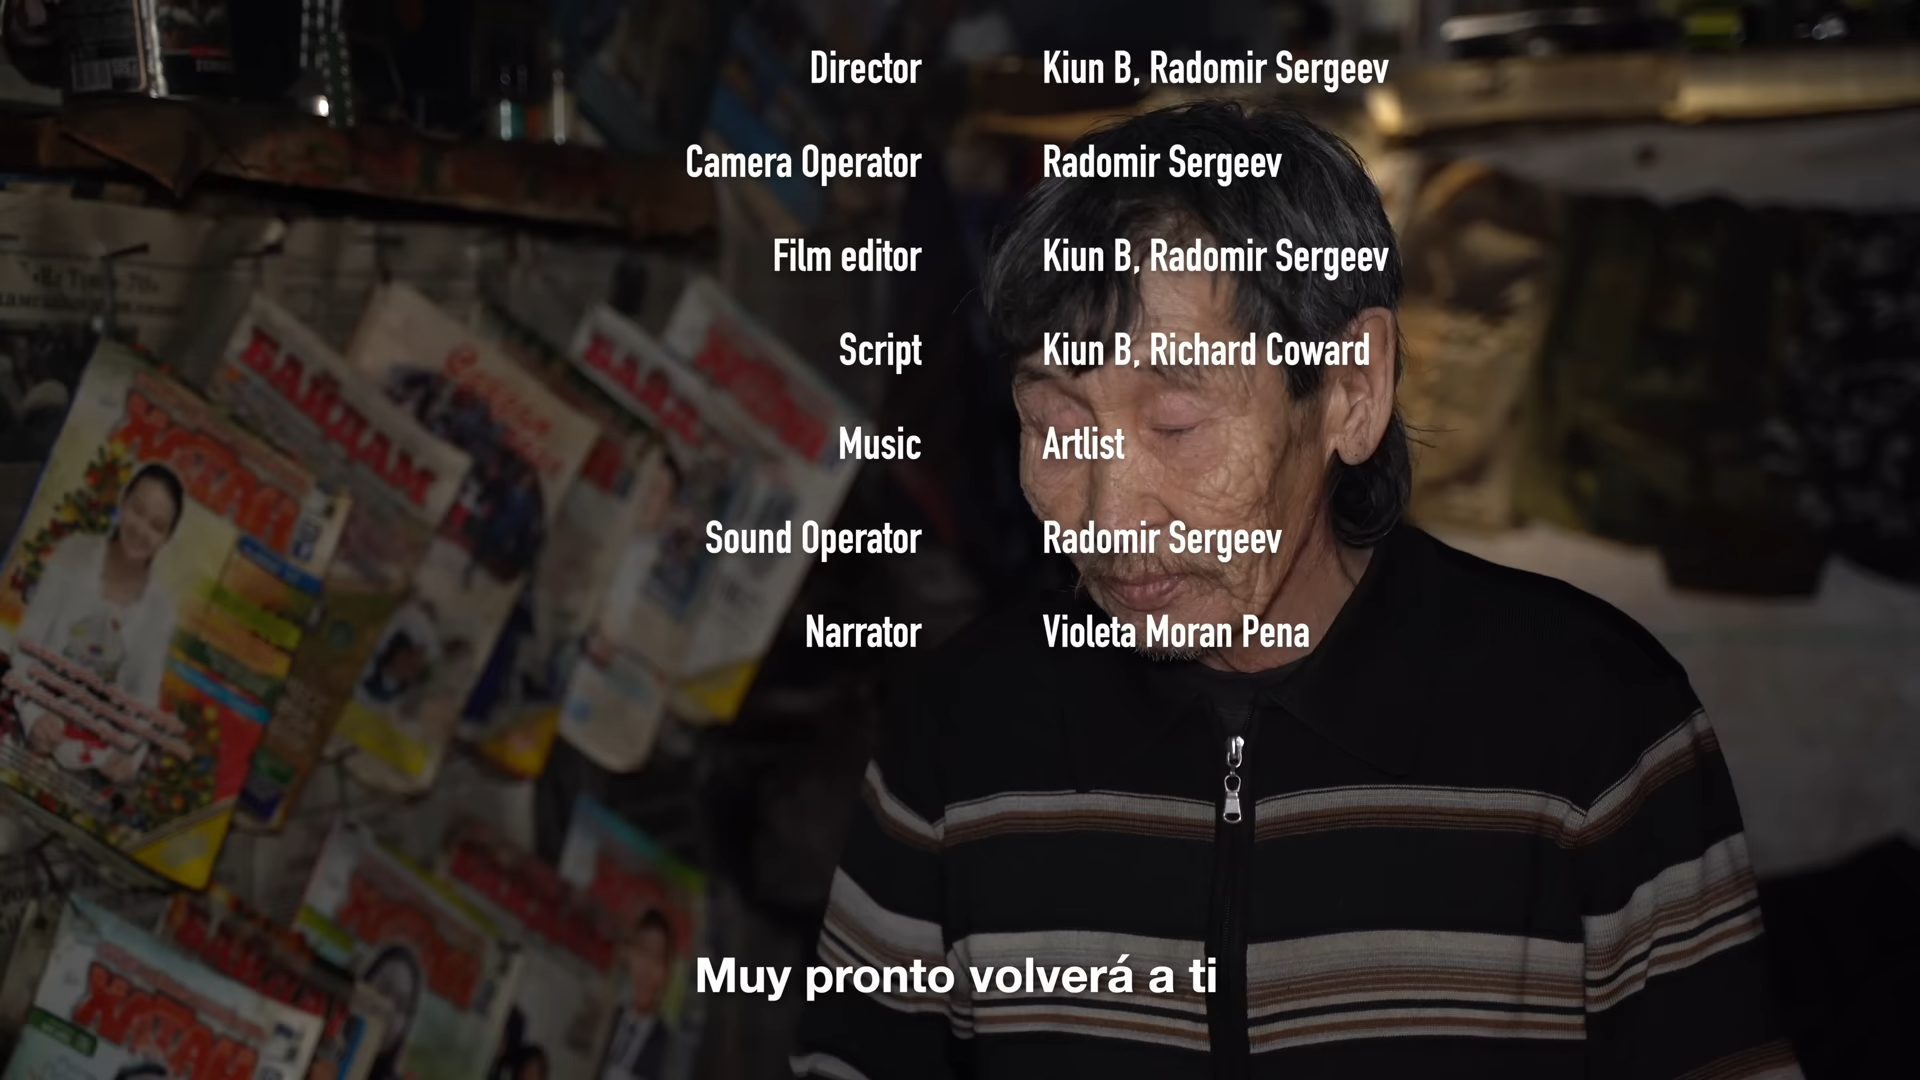 Director Kiun B, Radomir Sergeev
Camera Operator Radomir Sergeev
Film editor Kiun B, Radomir Sergeev
Script Kiun B, Richard Coward
Music Artlist
Sound Operator Radomir Sergeev
Narrator Violeta Moran Pena
БАЙДАМ
Muy pronto volverá a ti